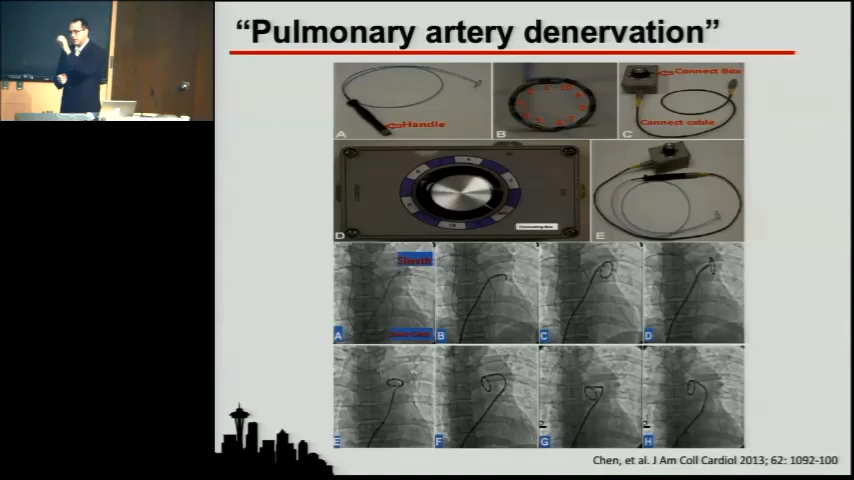 “Pulmonary artery denervation”
Handle
A
B
Connect Box
Connect cable
C
D
E
Sheath
A
B
C
D
E
F
G
H
Chen, et al. J Am Coll Cardiol 2013; 62: 1092-100